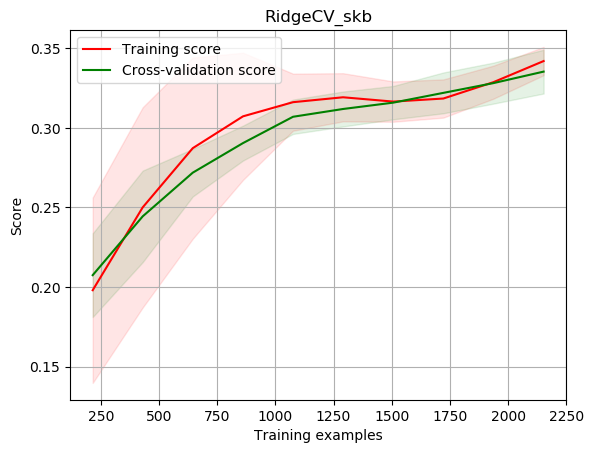 RidgeCV_skb
Training score
Cross-validation score
0.35
0.30
0.25
0.20
0.15
Score
250
500
750
1000
1250
1500
1750
2000
2250
Training examples